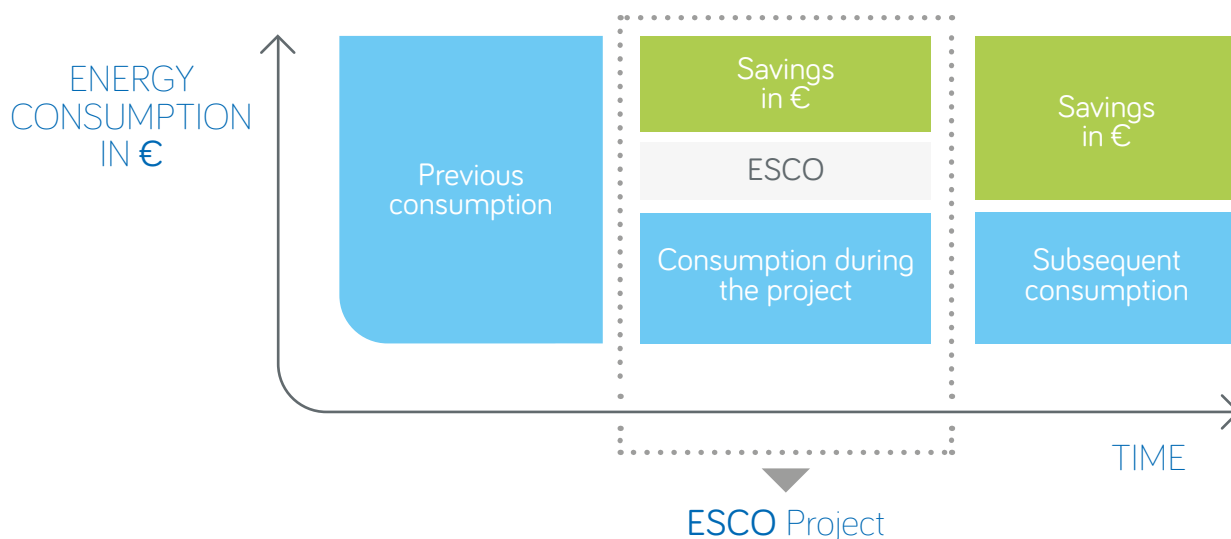 ENERGY
CONSUMPTION
IN €
Previous
consumption
Savings
in €
ESCO
Consumption during
the project
Savings
in €
Subsequent
consumption
TIME
ESCO Project